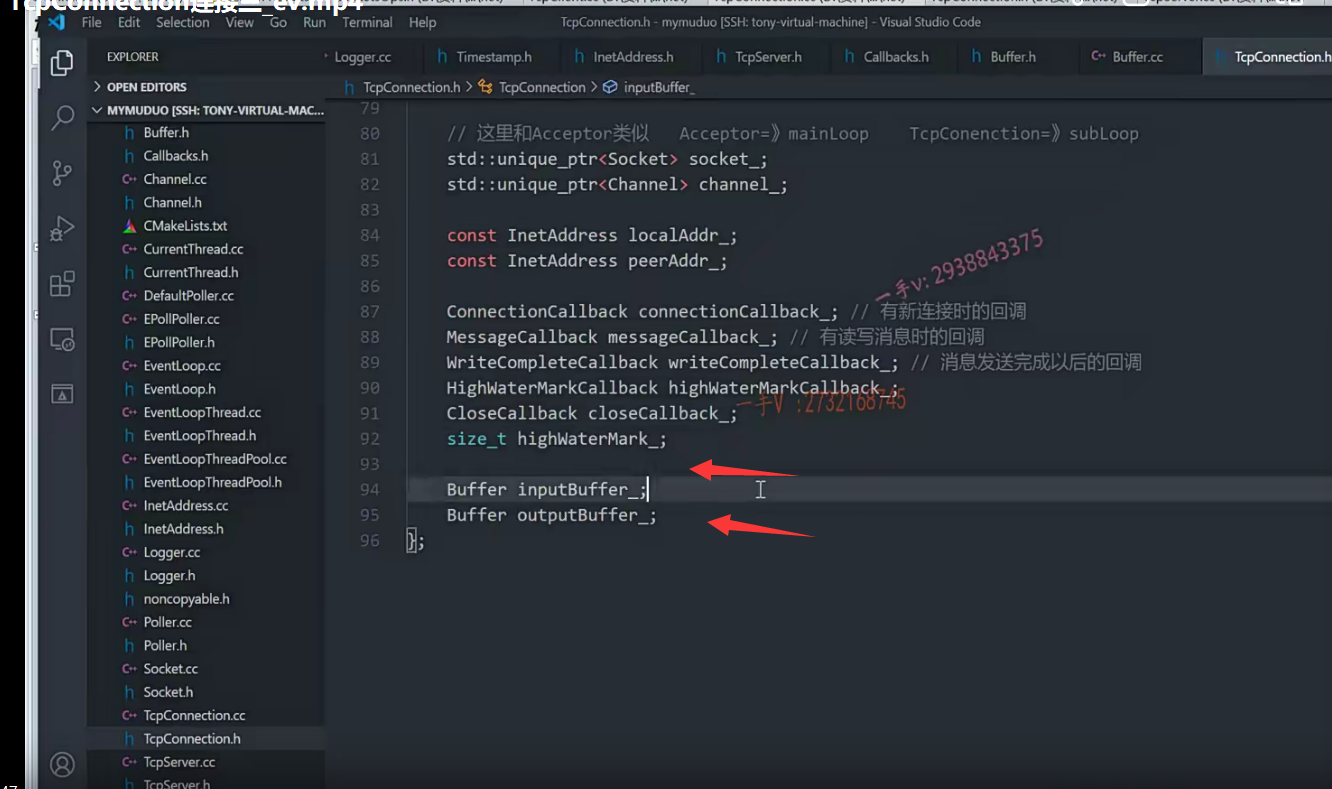 TcpConnection连接二_ev.mp4
File Edit Selection View Go Run Terminal Help
TcpConnection.h - mymuduo [SSH: tony-virtual-machine] - Visual Studio Code
EXPLORER
Logger.cc
Timestamp.h
InetAddress.h
TcpServer.h
Callbacks.h
Buffer.h
Buffer.cc
TcpConnection.h
OPEN EDITORS
MYMUDUO [SSH: TONY-VIRTUAL-MAC...
Buffer.h
Callbacks.h
Channel.cc
Channel.h
CMakeLists.txt
CurrentThread.cc
CurrentThread.h
DefaultPoller.cc
EPollPoller.cc
EPollPoller.h
EventLoop.cc
EventLoop.h
EventLoopThread.cc
EventLoopThread.h
EventLoopThreadPool.cc
EventLoopThreadPool.h
InetAddress.cc
InetAddress.h
Logger.cc
Logger.h
noncopyable.h
Poller.cc
Poller.h
Socket.cc
Socket.h
TcpConnection.cc
TcpConnection.h
TcpServer.cc
TcpServer.h
TcpConnection.h > TcpConnection > inputBuffer_
79
80 // 这里和Acceptor类似 Acceptor=》mainLoop TcpConenction=》subLoop
81 std::unique_ptr<Socket> socket_;
82 std::unique_ptr<Channel> channel_;
83
84 const InetAddress localAddr_;
85 const InetAddress peerAddr_;
86
87 ConnectionCallback connectionCallback_; // 有新连接时的回调
88 MessageCallback messageCallback_; // 有读写消息时的回调
89 WriteCompleteCallback writeCompleteCallback_; // 消息发送完成以后的回调
90 HighWaterMarkCallback highWaterMarkCallback_;
91 CloseCallback closeCallback_;
92 size_t highWaterMark_;
93
94 Buffer inputBuffer_;
95 Buffer outputBuffer_;
96 };
一手v: 2938843375
一手V :2732168745